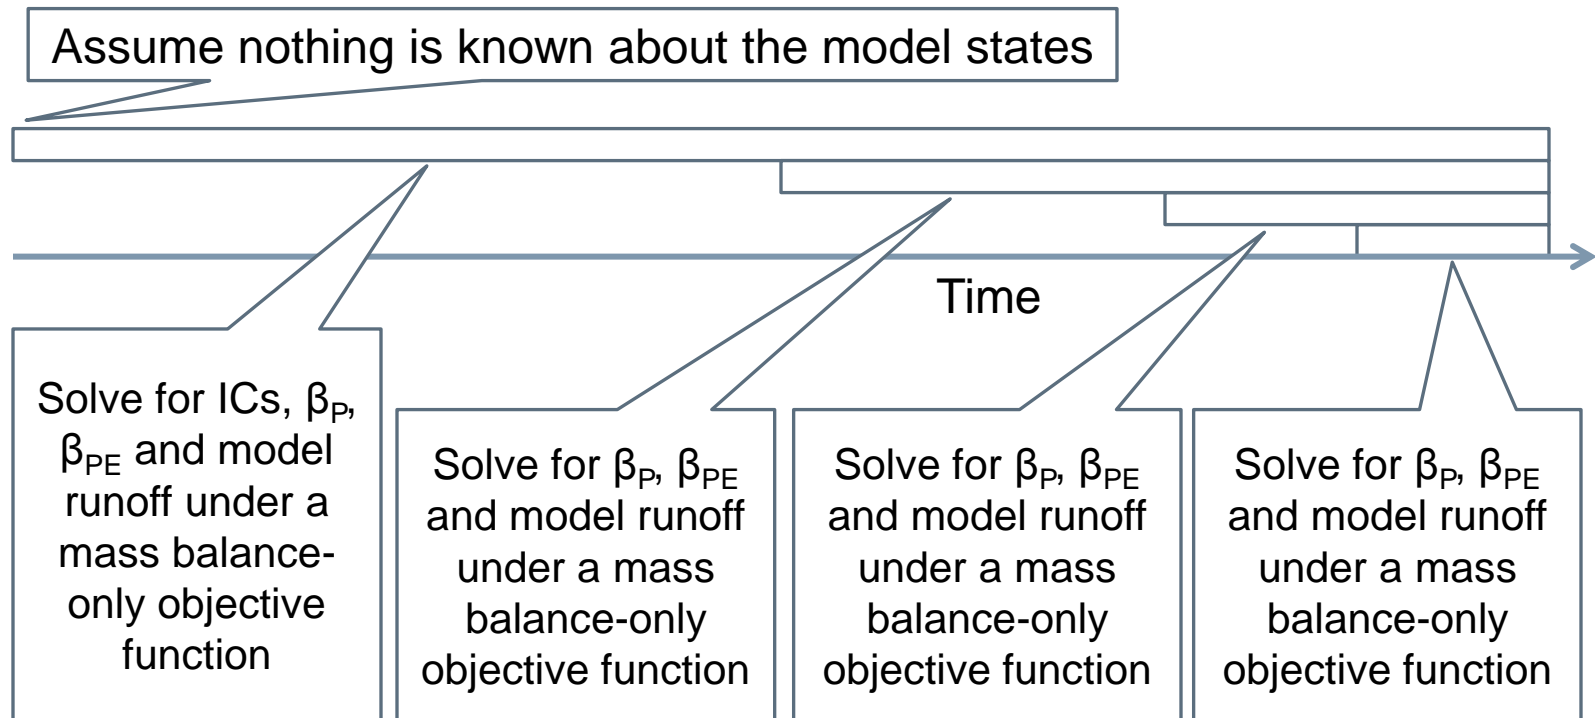 Assume nothing is known about the model states
Time
Solve for ICs, βP,
βPE and model
runoff under a
mass balance-
only objective
function
Solve for βP, βPE
and model runoff
under a mass
balance-only
objective function
Solve for βP, βPE
and model runoff
under a mass
balance-only
objective function
Solve for βP, βPE
and model runoff
under a mass
balance-only
objective function